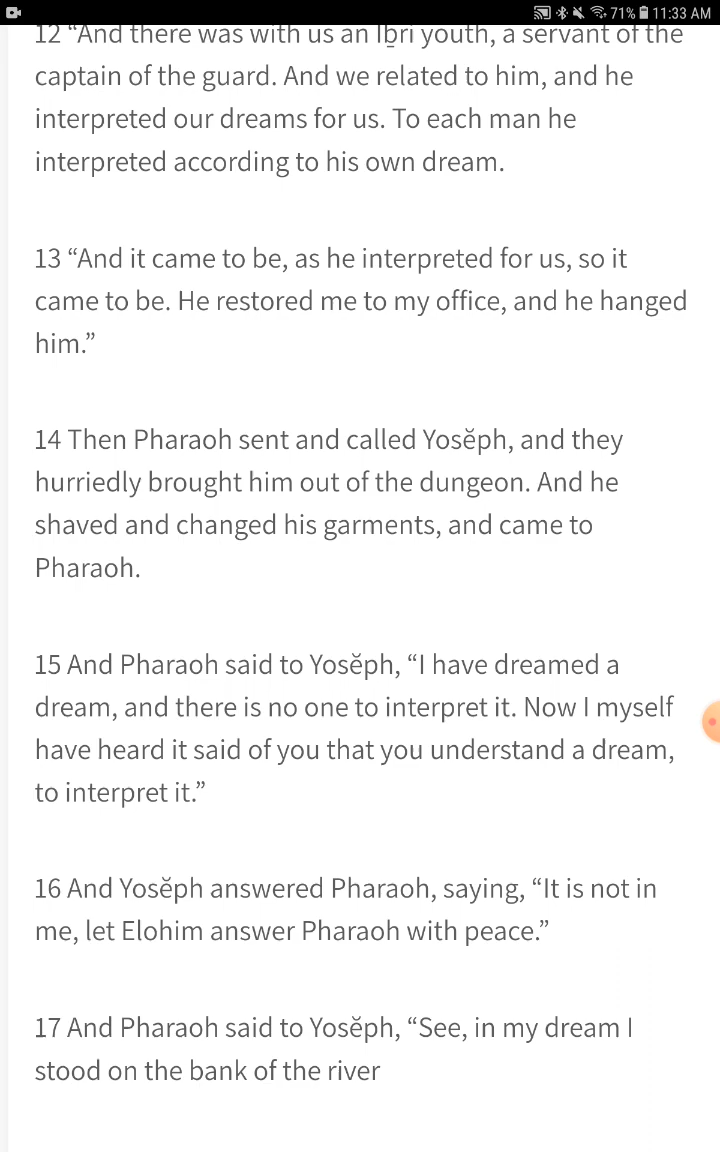 71% 11:33 AM
12 “And there was with us an Iḇri youth, a servant of the
captain of the guard. And we related to him, and he
interpreted our dreams for us. To each man he
interpreted according to his own dream.
13 “And it came to be, as he interpreted for us, so it
came to be. He restored me to my office, and he hanged
him.”
14 Then Pharaoh sent and called Yosĕph, and they
hurriedly brought him out of the dungeon. And he
shaved and changed his garments, and came to
Pharaoh.
15 And Pharaoh said to Yosĕph, “I have dreamed a
dream, and there is no one to interpret it. Now I myself
have heard it said of you that you understand a dream,
to interpret it.”
16 And Yosĕph answered Pharaoh, saying, “It is not in
me, let Elohim answer Pharaoh with peace.”
17 And Pharaoh said to Yosĕph, “See, in my dream I
stood on the bank of the river